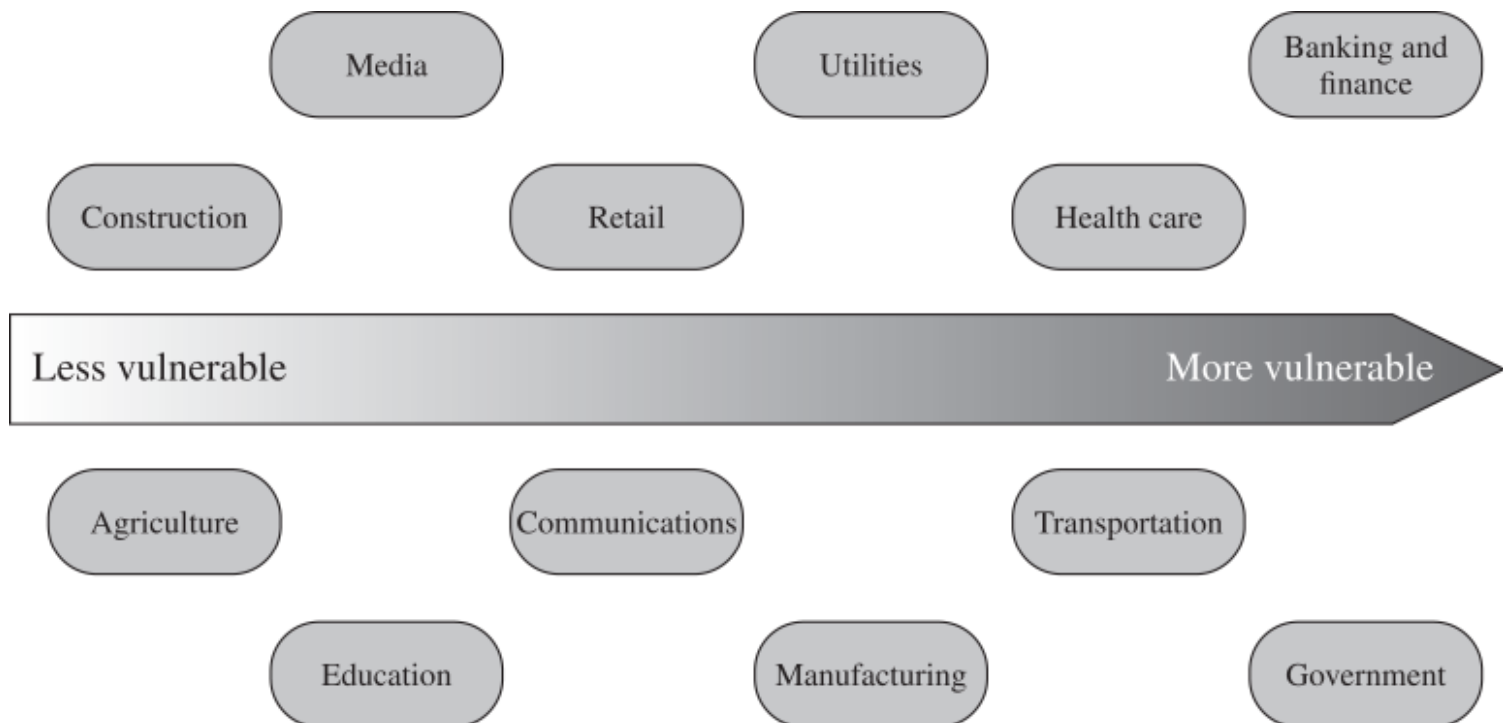 Media
Utilities
Banking and
finance
Construction
Retail
Health care
Less vulnerable
More vulnerable
Agriculture
Communications
Transportation
Education
Manufacturing
Government